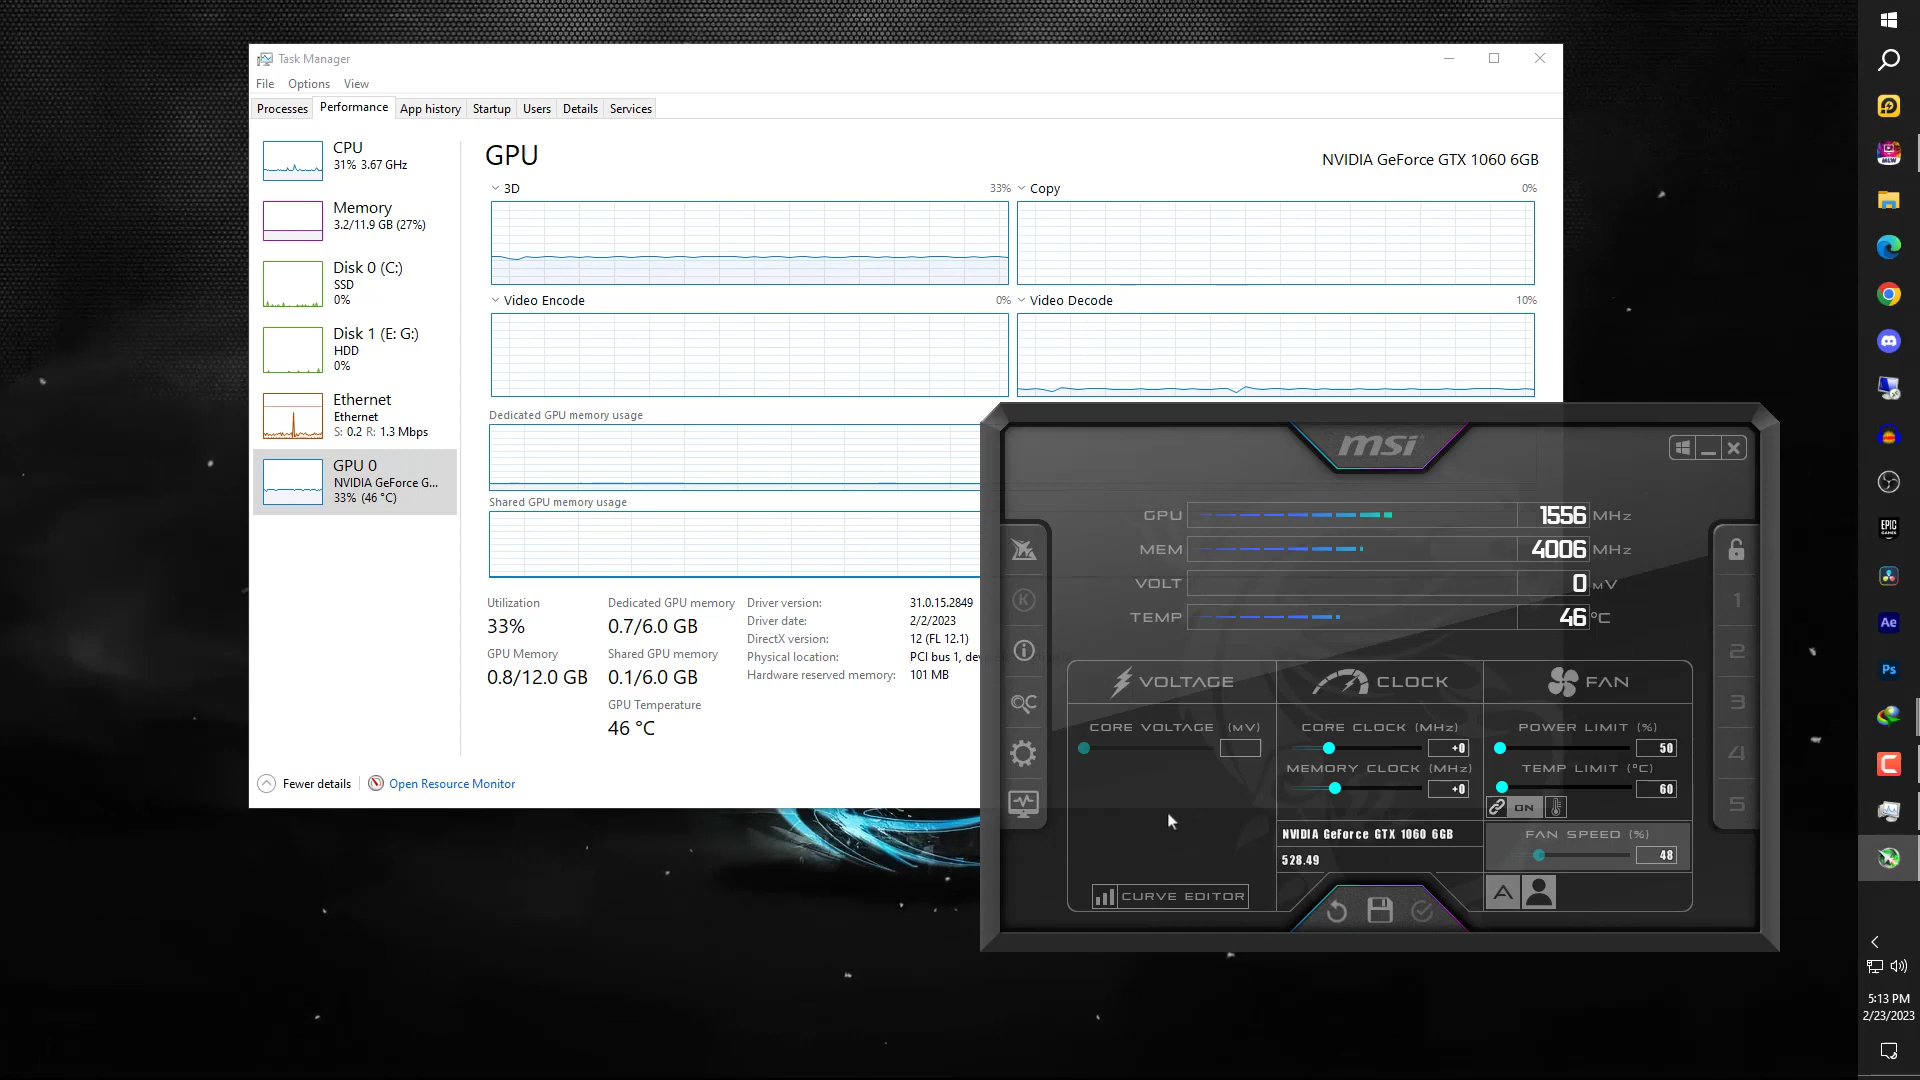 Task Manager
File Options View
Processes Performance App history Startup Users Details Services
CPU
31% 3.67 GHz
Memory
3.2/11.9 GB (27%)
Disk 0 (C:)
SSD
0%
Disk 1 (E: G:)
HDD
0%
Ethernet
Ethernet
S: 0.2 R: 1.3 Mbps
GPU 0
NVIDIA GeForce G...
33% (46 °C)
GPU
NVIDIA GeForce GTX 1060 6GB
3D 33%
Copy 0%
Video Encode 0%
Video Decode 10%
Dedicated GPU memory usage
Shared GPU memory usage
Utilization
33%
Dedicated GPU memory
0.7/6.0 GB
GPU Memory
0.8/12.0 GB
Shared GPU memory
0.1/6.0 GB
GPU Temperature
46 °C
Driver version: 31.0.15.2849
Driver date: 2/2/2023
DirectX version: 12 (FL 12.1)
Physical location: PCI bus 1, de
Hardware reserved memory: 101 MB
Fewer details
Open Resource Monitor
msi
GPU 1556 MHz
MEM 4006 MHz
VOLT 0 MV
TEMP 46 °C
K
OC
VOLTAGE
CORE VOLTAGE (MV)
CURVE EDITOR
CLOCK
CORE CLOCK (MHz)
+0
MEMORY CLOCK (MHz)
+0
NVIDIA GeForce GTX 1060 6GB
528.49
FAN
POWER LIMIT (%)
50
TEMP LIMIT (°C)
60
ON
FAN SPEED (%)
48
A
1
2
3
4
5
MLW
EPIC
GAMES
Ae
Ps
5:13 PM
2/23/2023